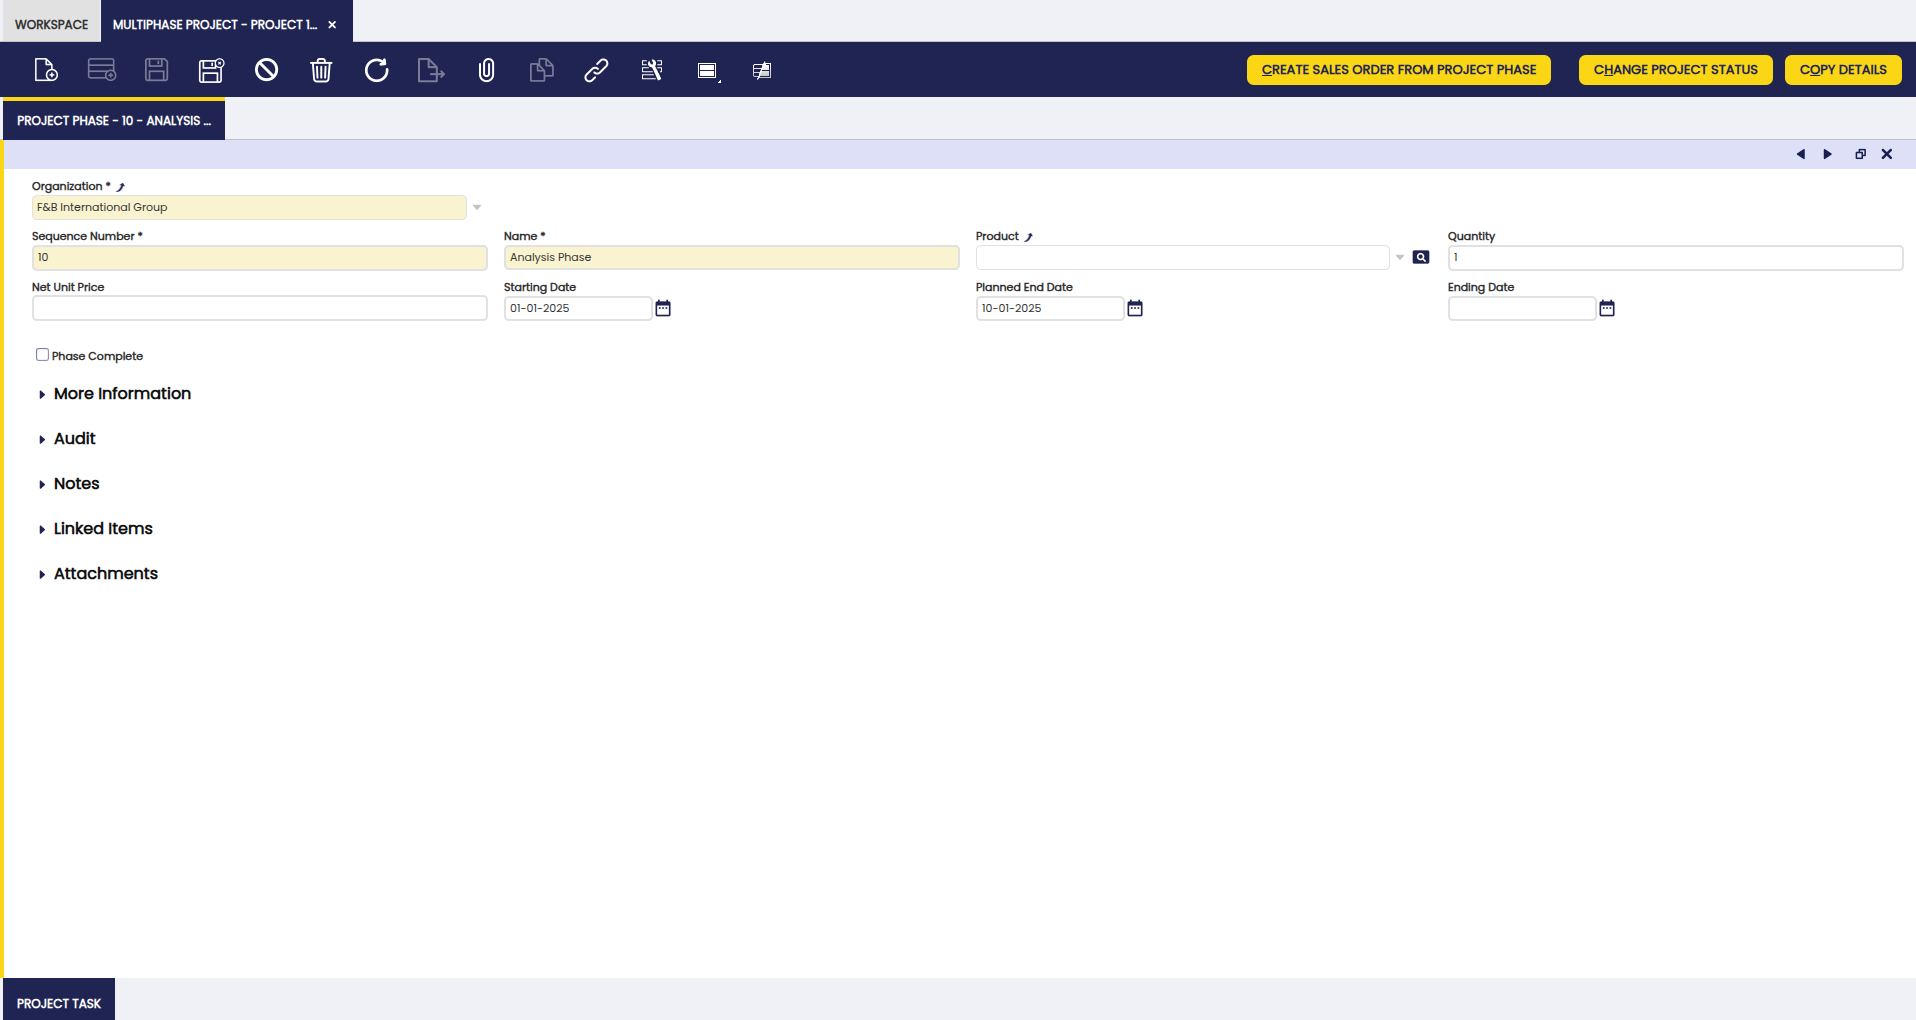 WORKSPACE
MULTIPHASE PROJECT - PROJECT 1...
CREATE SALES ORDER FROM PROJECT PHASE
CHANGE PROJECT STATUS
COPY DETAILS
PROJECT PHASE - 10 - ANALYSIS ...
Organization *
F&B International Group
Sequence Number *
Name *
Product
Quantity
10
Analysis Phase
1
Net Unit Price
Starting Date
Planned End Date
Ending Date
01-01-2025
10-01-2025
Phase Complete
More Information
Audit
Notes
Linked Items
Attachments
PROJECT TASK